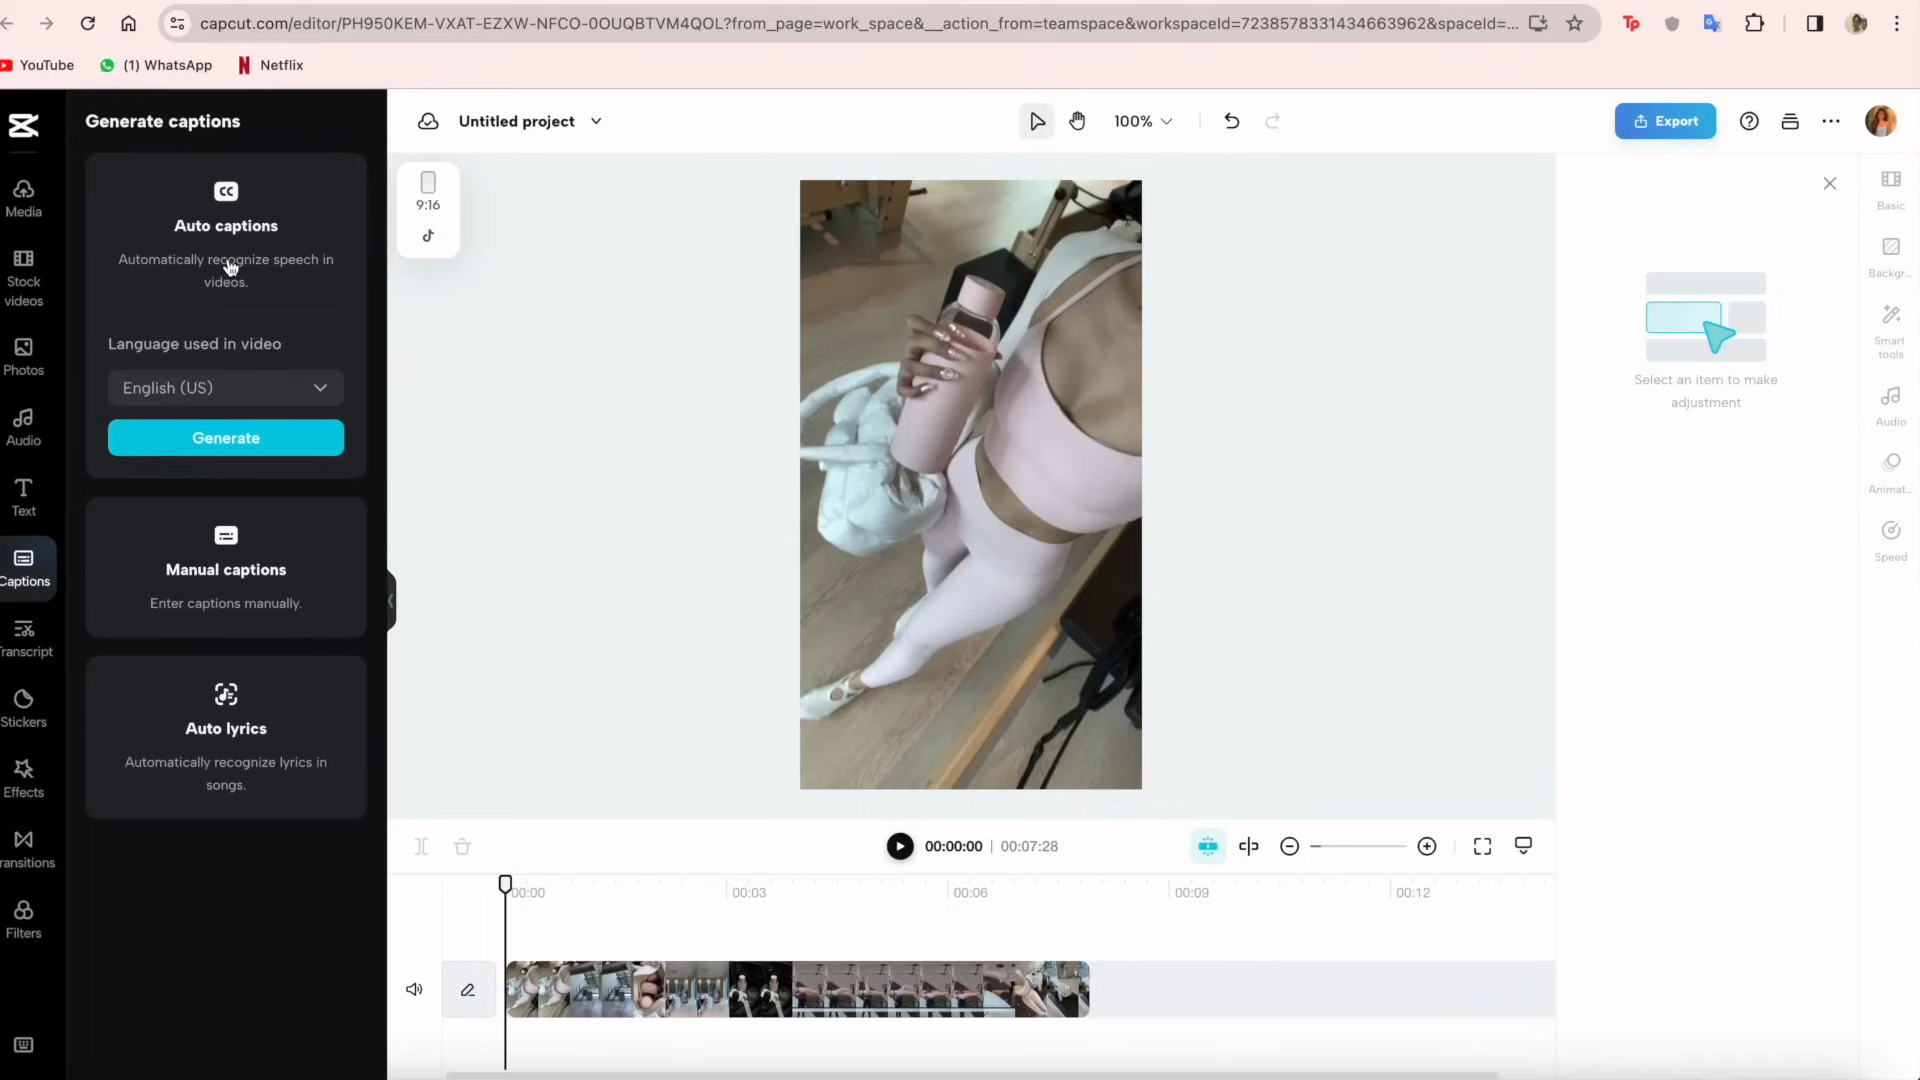 capcut.com/editor/PH950KEM-VXAT-EZXW-NFCO-0OUQBTVM4QOL?from_page=work_space&__action_from=teamspace&workspaceId=7238578331434663962&spaceId=...
YouTube
(1) WhatsApp
Netflix
Generate captions
Untitled project
100%
Export
Media
Stock
videos
Photos
Audio
Text
Captions
ranscript
Stickers
Effects
ransitions
Filters
CC
Auto captions
Automatically recognize speech in
videos.
Language used in video
English (US)
Generate
Manual captions
Enter captions manually.
Auto lyrics
Automatically recognize lyrics in
songs.
9:16
Select an item to make
adjustment
Basic
Backgr...
Smart
tools
Audio
Animat...
Speed
00:00:00 | 00:07:28
00:00
00:03
00:06
00:09
00:12